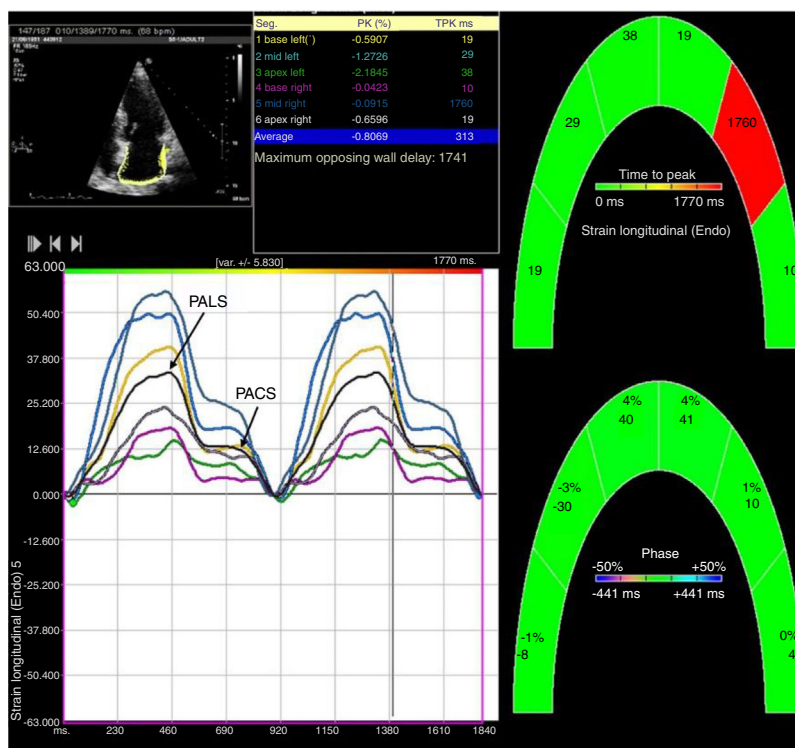 147/187 010/1389/1770 ms. (68 bpm)
Seg. PK (%) TPK ms
1 base left(¨) -0.5907 19
2 mid left -1.2726 29
3 apex left -2.1845 38
4 base right -0.0423 10
5 mid right -0.0915 1760
6 apex right -0.6596 19
Average -0.8069 313
Maximum opposing wall delay: 1741
68 bpm
38 19
29 1760
Time to peak
0 ms 1770 ms
Strain longitudinal (Endo)
19 10
[var. +/- 5.830] 1770 ms.
63.000
50.400
37.800
25.200
12.600
0.000
-12.600
-25.200
-37.800
-50.400
-63.000
Strain longitudinal (Endo) 5
PALS
PACS
ms. 230 460 690 920 1150 1380 1610 1840
4% 4%
40 41
-3% 1%
-30 10
Phase
-50% +50%
-441 ms +441 ms
-1% 0%
-8 4